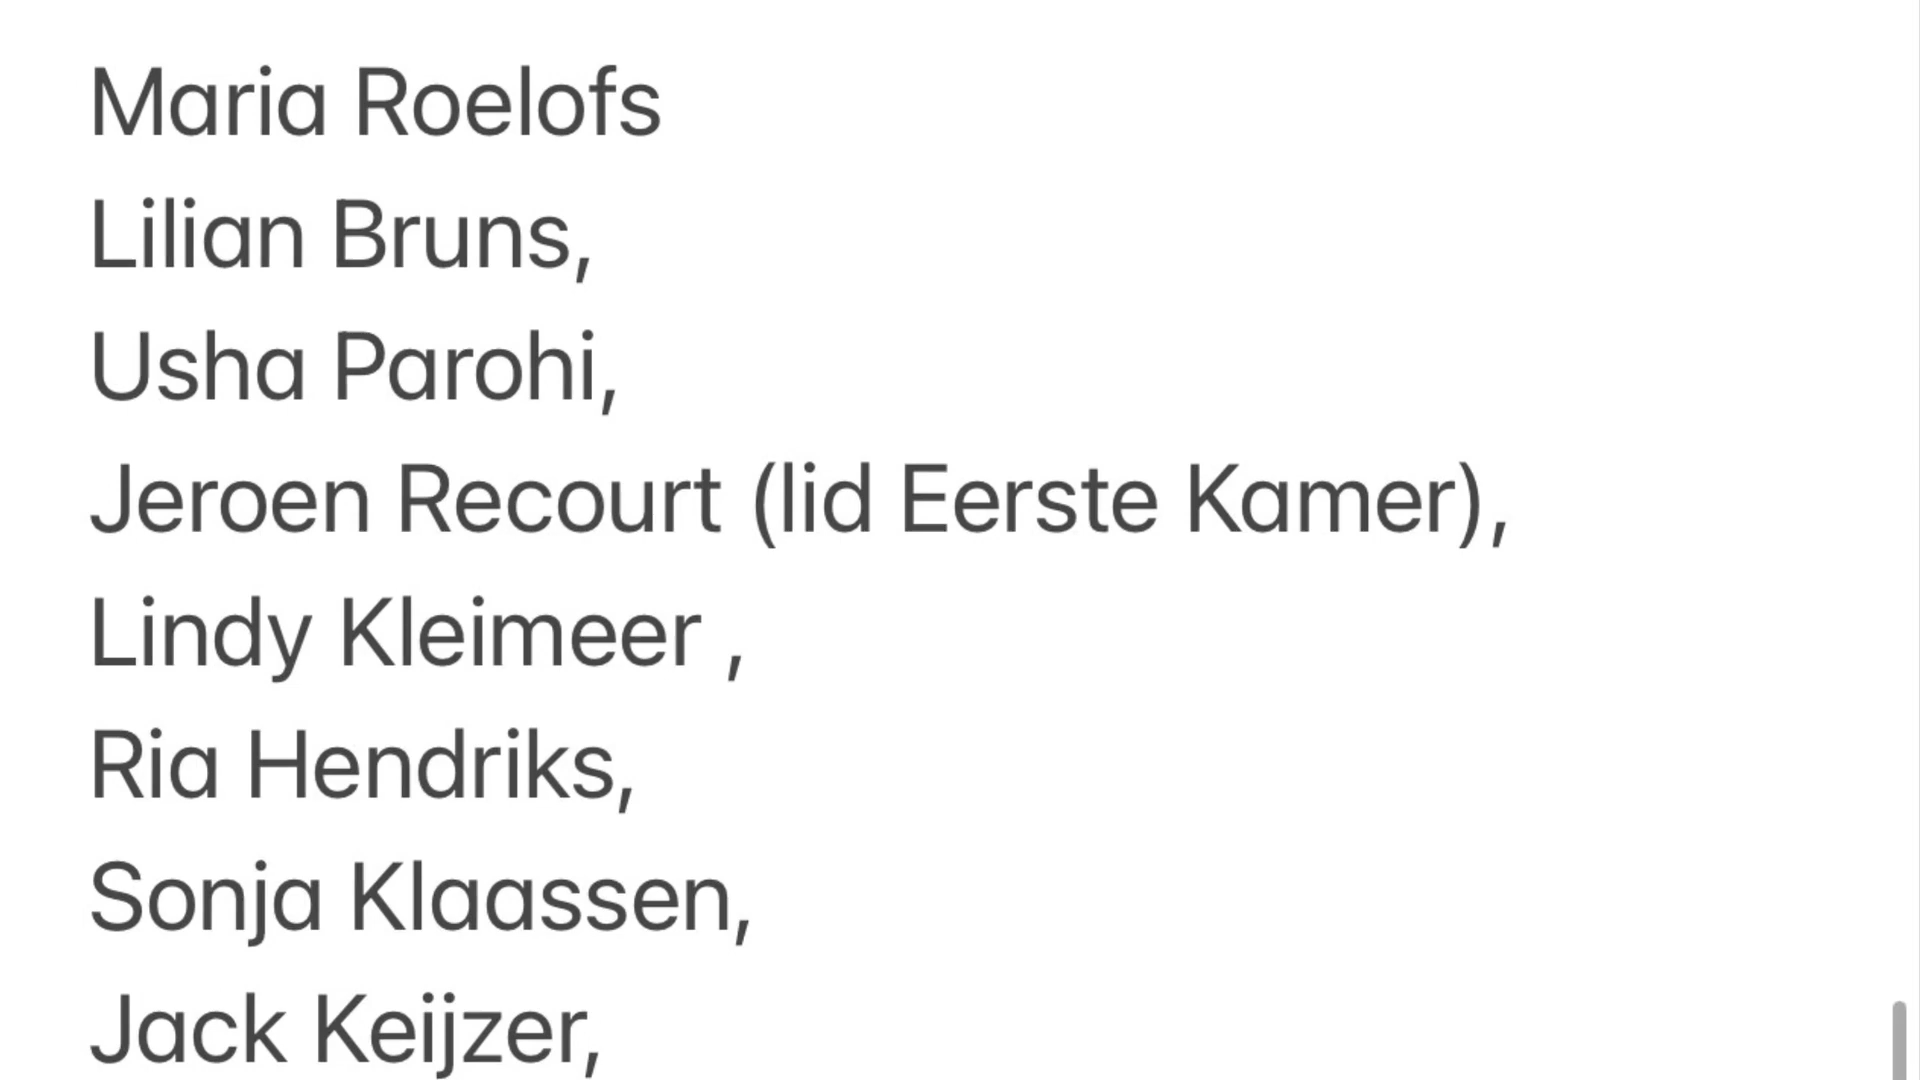 Maria Roelofs
Lilian Bruns,
Usha Parohi,
Jeroen Recourt (lid Eerste Kamer),
Lindy Kleimeer ,
Ria Hendriks,
Sonja Klaassen,
Jack Keijzer,